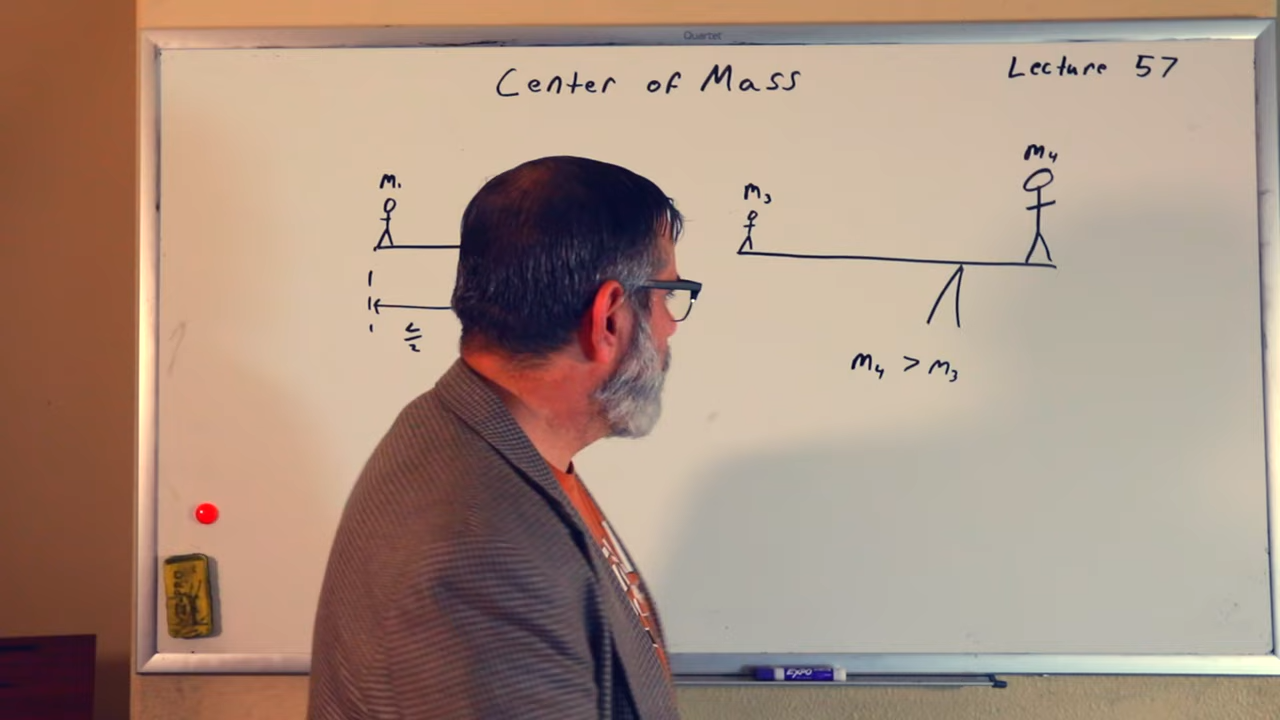 Quartet
Center of Mass
Lecture 57
M₁
M₃
M₄
L/2
M₄ > M₃
EXPO